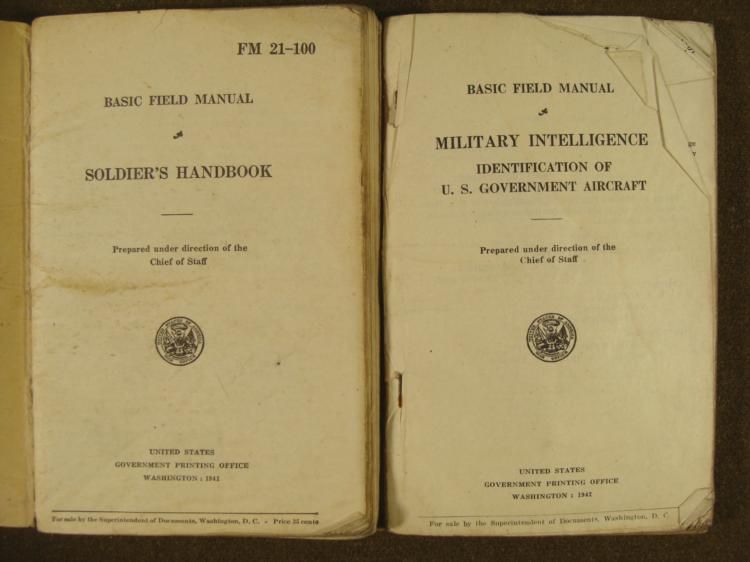 FM 21-100
BASIC FIELD MANUAL
SOLDIER'S HANDBOOK
Prepared under direction of the
Chief of Staff
UNITED STATES
GOVERNMENT PRINTING OFFICE
WASHINGTON : 1941
For sale by the Superintendent of Documents, Washington, D. C. - Price 35 cents
BASIC FIELD MANUAL
MILITARY INTELLIGENCE
IDENTIFICATION OF
U. S. GOVERNMENT AIRCRAFT
Prepared under direction of the
Chief of Staff
UNITED STATES
GOVERNMENT PRINTING OFFICE
WASHINGTON : 1942
For sale by the Superintendent of Documents, Washington, D. C.